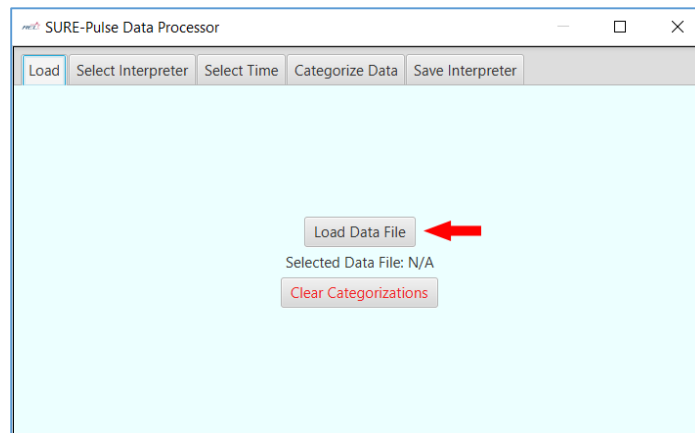 SURE-Pulse Data Processor
Load Select Interpreter Select Time Categorize Data Save Interpreter
Load Data File
Selected Data File: N/A
Clear Categorizations